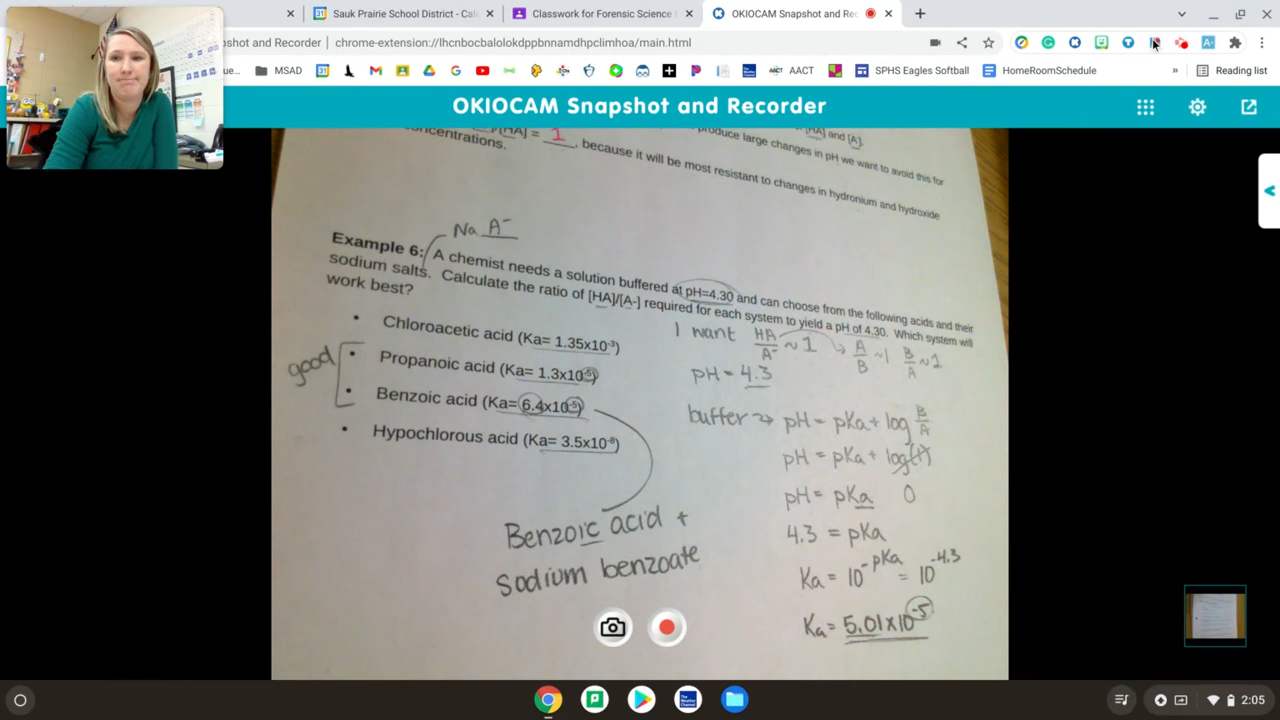 Sauk Prairie School District - Cal
Classwork for Forensic Science
OKIOCAM Snapshot and Rec
shot and Recorder
chrome-extension://lhcnbocbalolokdppbnnamdhpclimhoa/main.html
MSAD
AACT
SPHS Eagles Softball
HomeRoomSchedule
Reading list
OKIOCAM Snapshot and Recorder
[HA] = 1, because it will be most resistant to changes in hydronium and hydroxide
concentrations.
produce large changes in pH we want to avoid this for
[HA] and [A].
Na A-
Example 6: A chemist needs a solution buffered at pH=4.30 and can choose from the following acids and their
sodium salts. Calculate the ratio of [HA]/[A-] required for each system to yield a pH of 4.30. Which system will
work best?
Chloroacetic acid (Ka= 1.35x10-3)
good
Propanoic acid (Ka= 1.3x10-5)
Benzoic acid (Ka= 6.4x10-5)
Hypochlorous acid (Ka= 3.5x10-8)
Benzoic acid +
sodium benzoate
I want HA/A- ~ 1 → A/B ~ 1 B/A ~ 1
pH = 4.3
buffer → pH = pKa + log B/A
pH = pKa + log(1)
pH = pKa 0
4.3 = pKa
Ka = 10-pKa = 10-4.3
Ka = 5.01x10-5
2:05